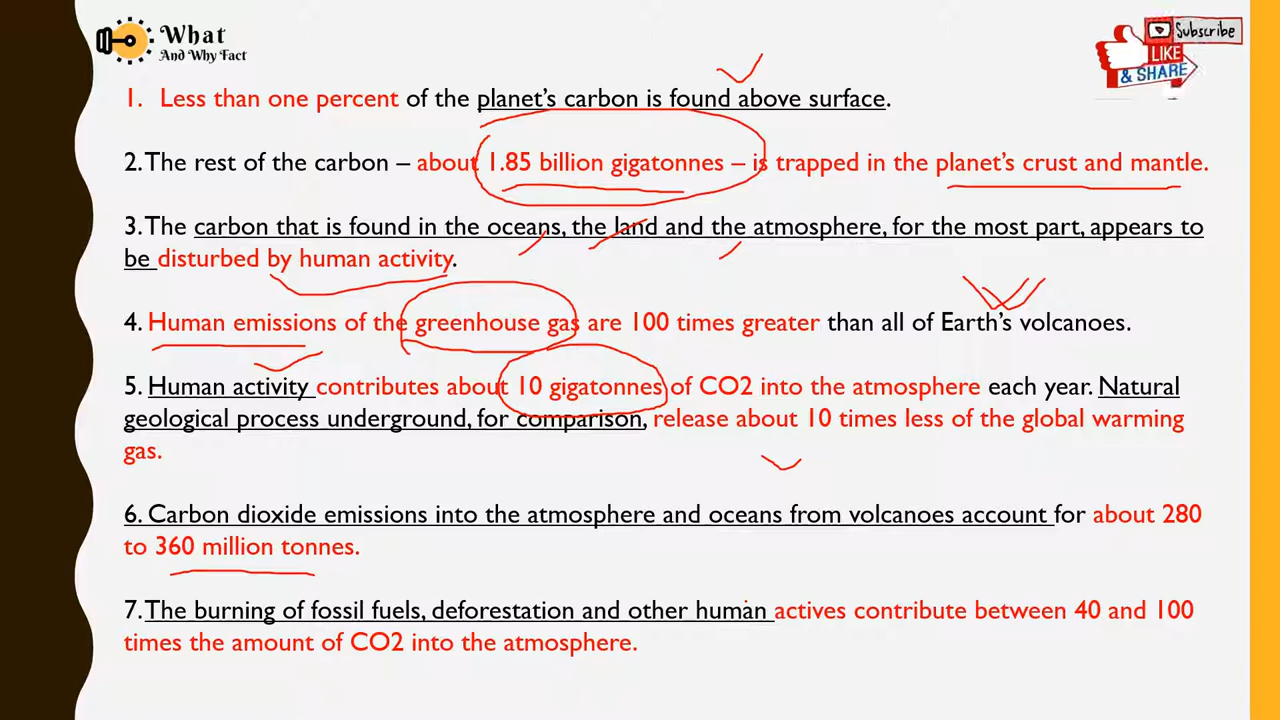 What
And Why Fact
Subscribe
LIKE
& SHARE
1. Less than one percent of the planet's carbon is found above surface.
2.The rest of the carbon – about 1.85 billion gigatonnes – is trapped in the planet's crust and mantle.
3.The carbon that is found in the oceans, the land and the atmosphere, for the most part, appears to
be disturbed by human activity.
4. Human emissions of the greenhouse gas are 100 times greater than all of Earth's volcanoes.
5. Human activity contributes about 10 gigatonnes of CO2 into the atmosphere each year. Natural
geological process underground, for comparison, release about 10 times less of the global warming
gas.
6. Carbon dioxide emissions into the atmosphere and oceans from volcanoes account for about 280
to 360 million tonnes.
7.The burning of fossil fuels, deforestation and other human actives contribute between 40 and 100
times the amount of CO2 into the atmosphere.